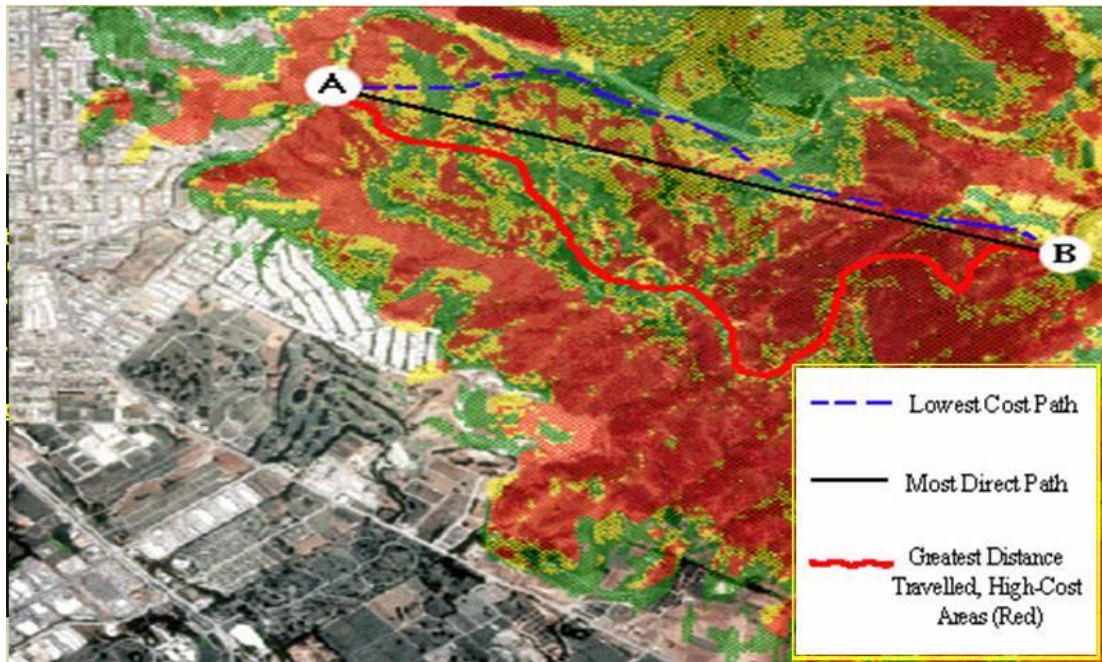 A
B
Lowest Cost Path
Most Direct Path
Greatest Distance
Travelled, High-Cost
Areas (Red)